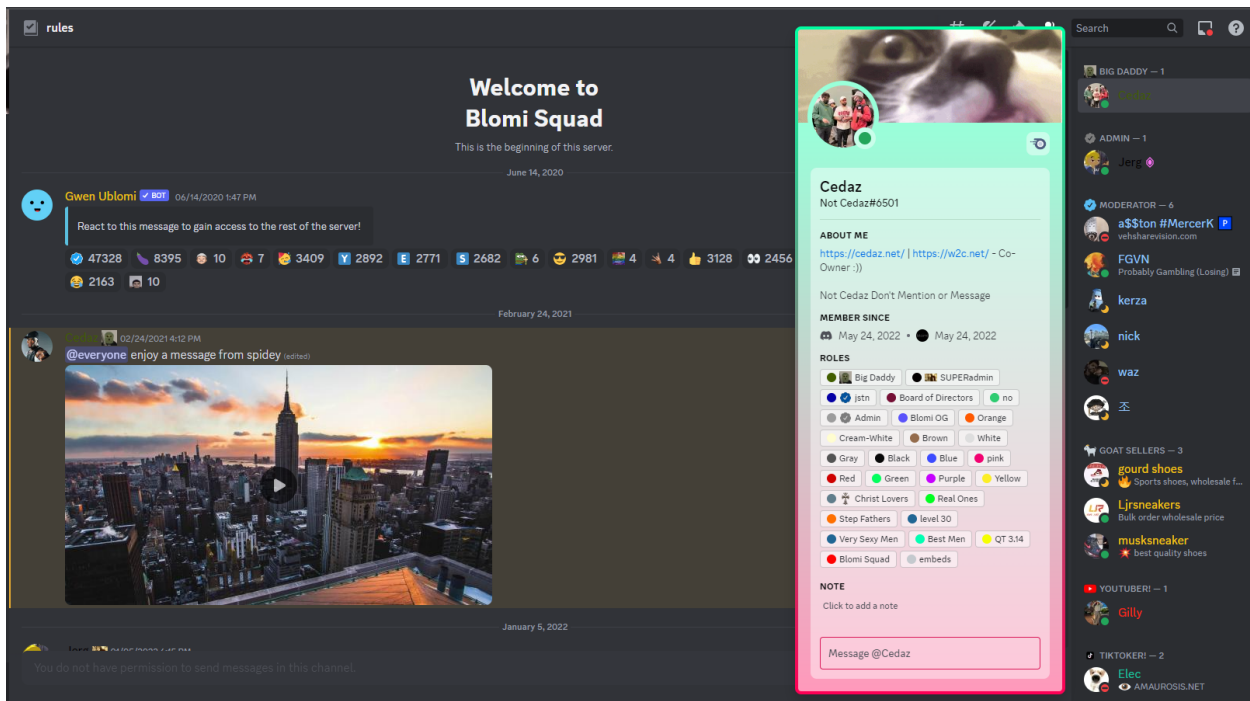 rules
Search
Welcome to
Blomi Squad
This is the beginning of this server.
June 14, 2020
Gwen Ublomi BOT 06/14/2020 1:47 PM
React to this message to gain access to the rest of the server!
47328 8395 10 7 3409 Y 2892 E 2771 S 2682 6 2981 4 4 3128 2456
2163 10
February 24, 2021
Cedaz 02/24/2021 4:12 PM
@everyone enjoy a message from spidey (edited)
January 5, 2022
Jerg 01/05/2022 6:45 PM
You do not have permission to send messages in this channel.
Cedaz
Not Cedaz#6501
ABOUT ME
https://cedaz.net/ | https://w2c.net/ - Co-
Owner :))
Not Cedaz Don't Mention or Message
MEMBER SINCE
May 24, 2022 • May 24, 2022
ROLES
Big Daddy SUPERadmin
jstn Board of Directors no
Admin Blomi OG Orange
Cream-White Brown White
Gray Black Blue pink
Red Green Purple Yellow
Christ Lovers Real Ones
Step Fathers level 30
Very Sexy Men Best Men QT 3.14
Blomi Squad embeds
NOTE
Click to add a note
Message @Cedaz
BIG DADDY — 1
Cedaz
ADMIN — 1
Jerg
MODERATOR — 6
a$$ton #MercerK P
vehsharevision.com
FGVN
Probably Gambling (Losing)
kerza
nick
waz
조
GOAT SELLERS — 3
gourd shoes
Sports shoes, wholesale f...
Ljrsneakers
Bulk order wholesale price
musksneaker
best quality shoes
YOUTUBER! — 1
Gilly
TIKTOKER! — 2
Elec
AMAUROSIS.NET